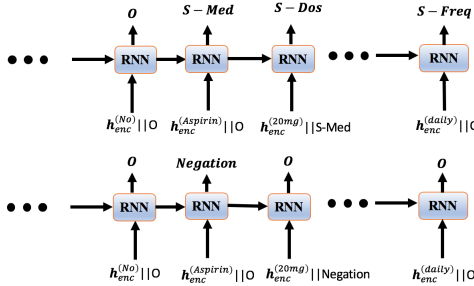 O S-Med S-Dos S-Freq
••• RNN RNN RNN ••• RNN
h_enc^(No)||O h_enc^(Aspirin)||O h_enc^(20mg)||S-Med h_enc^(daily)||O
O Negation O O
••• RNN RNN RNN ••• RNN
h_enc^(No)||O h_enc^(Aspirin)||O h_enc^(20mg)||Negation h_enc^(daily)||O